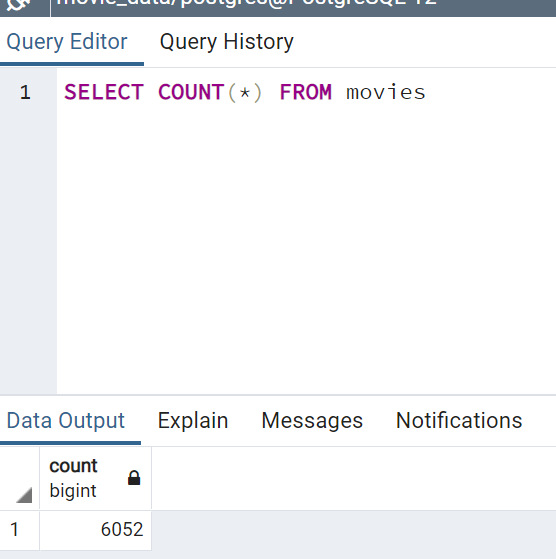 movie_data/postgres@PostgreSQL 12
Query Editor Query History
1 SELECT COUNT(*) FROM movies
Data Output Explain Messages Notifications
count
bigint
1 6052